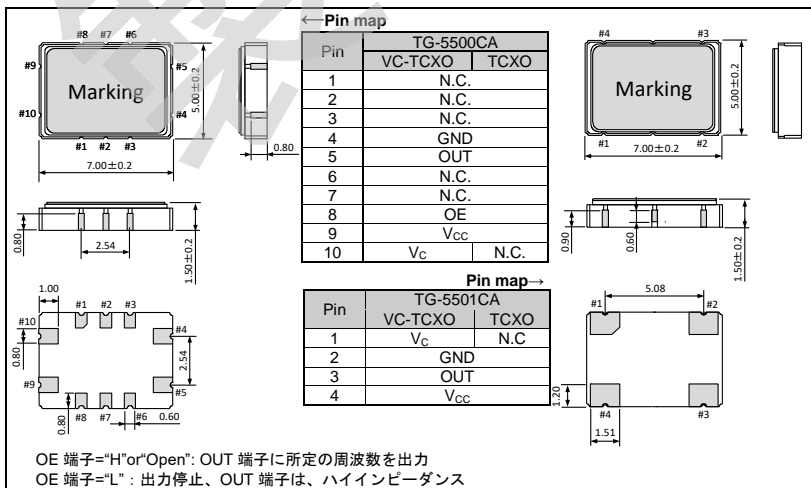 ←Pin map
#8 #7 #6
#9
#5
Marking
#10
#4
#1 #2 #3
5.00±0.2
7.00±0.2
0.80
0.80
2.54
1.50±0.2
1.00
#1 #2 #3
#10
#4
0.80
2.54
#9
#5
0.80
#8 #7 #6 0.60
Pin TG-5500CA
VC-TCXO TCXO
1 N.C.
2 N.C.
3 N.C.
4 GND
5 OUT
6 N.C.
7 N.C.
8 OE
9 VCC
10 VC N.C.
Pin map→
Pin TG-5501CA
VC-TCXO TCXO
1 VC N.C
2 GND
3 OUT
4 VCC
#4 #3
Marking
#1 #2
5.00±0.2
7.00±0.2
0.90
0.60
1.50±0.2
#1 5.08 #2
1.20
#4 #3
1.51
OE 端子="H"or"Open": OUT 端子に所定の周波数を出力
OE 端子="L" : 出力停止、OUT 端子は、ハイインピーダンス